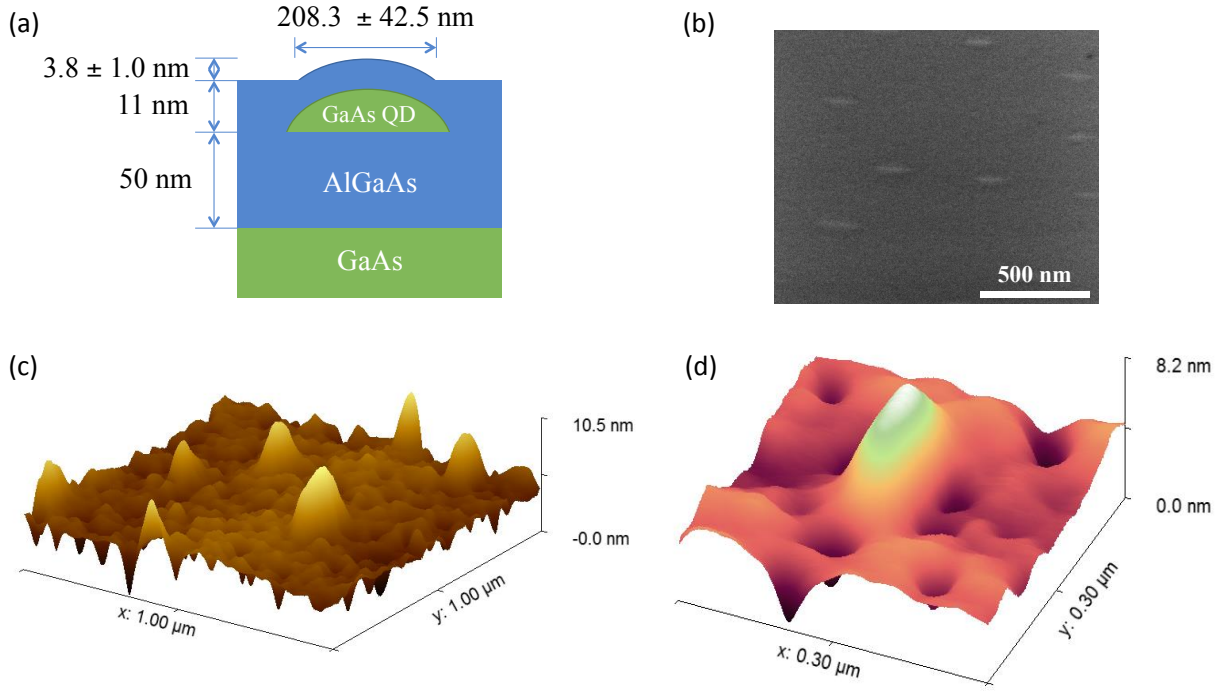 (a)
208.3 ± 42.5 nm
3.8 ± 1.0 nm
11 nm
GaAs QD
50 nm
AlGaAs
GaAs
(b)
500 nm
(c)
10.5 nm
-0.0 nm
x: 1.00 µm
y: 1.00 µm
(d)
8.2 nm
0.0 nm
x: 0.30 µm
y: 0.30 µm